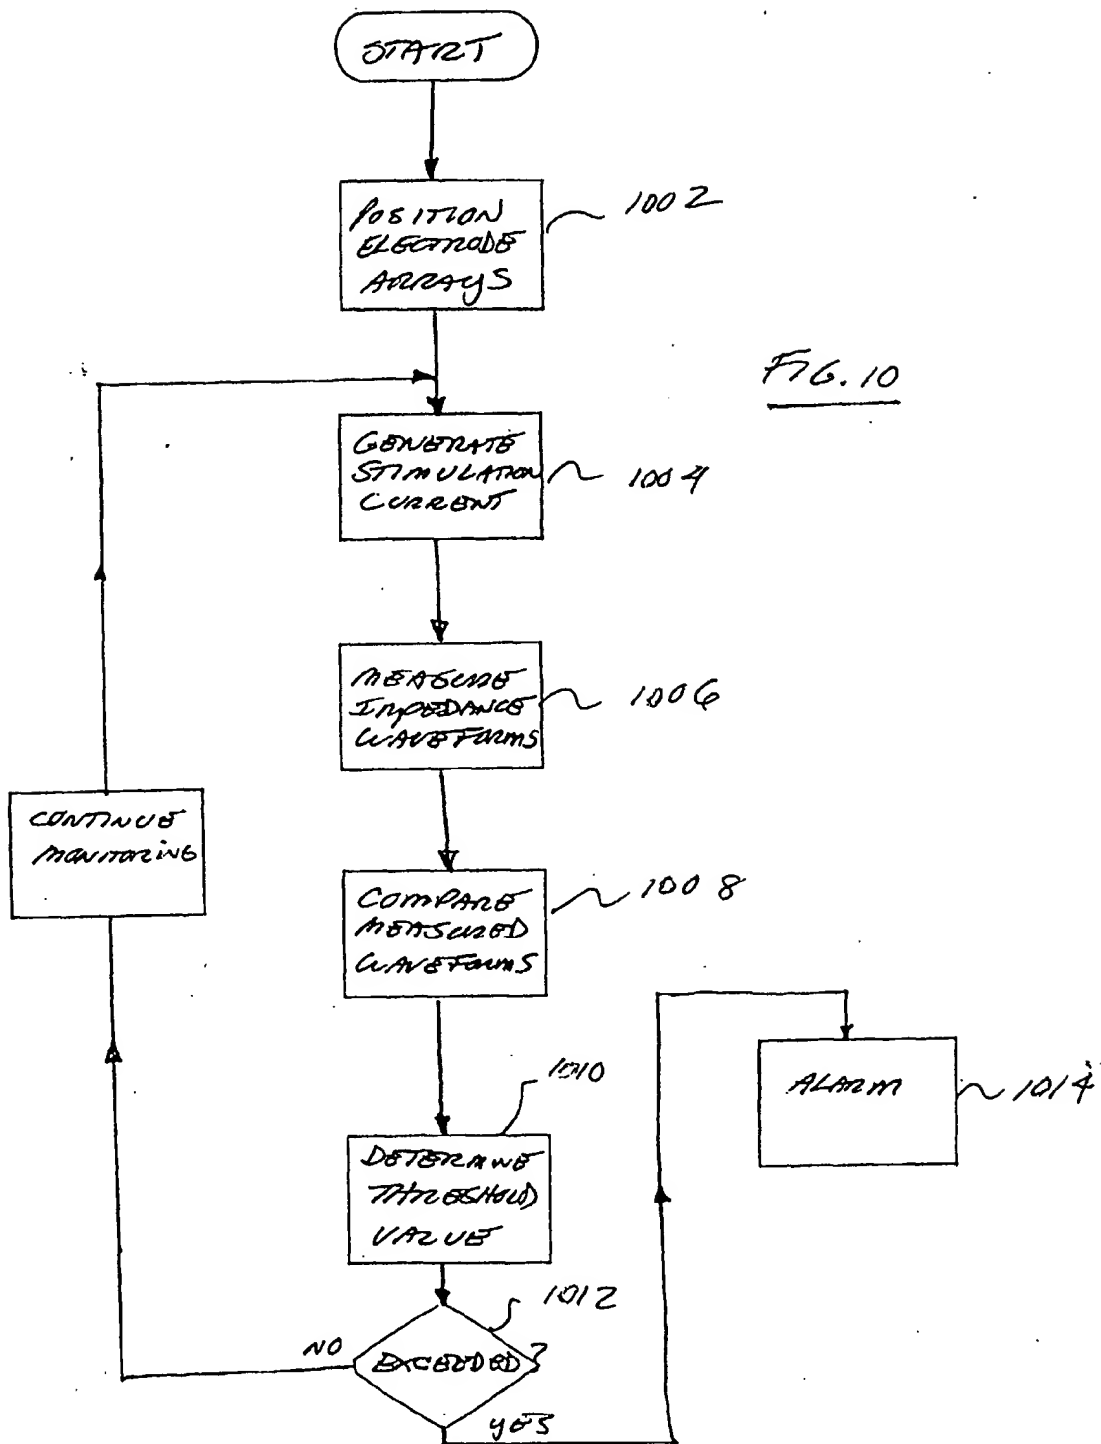 START
POSITION
ELECTRODE
ARRAYS
1002
FIG. 10
GENERATE
STIMULATION
CURRENT
1004
MEASURE
IMPEDANCE
WAVEFORMS
1006
CONTINUE
MONITORING
COMPARE
MEASURED
WAVEFORMS
1008
ALARM
1014
1010
DETERMINE
THRESHOLD
VALUE
1012
NO
EXCEEDED?
YES